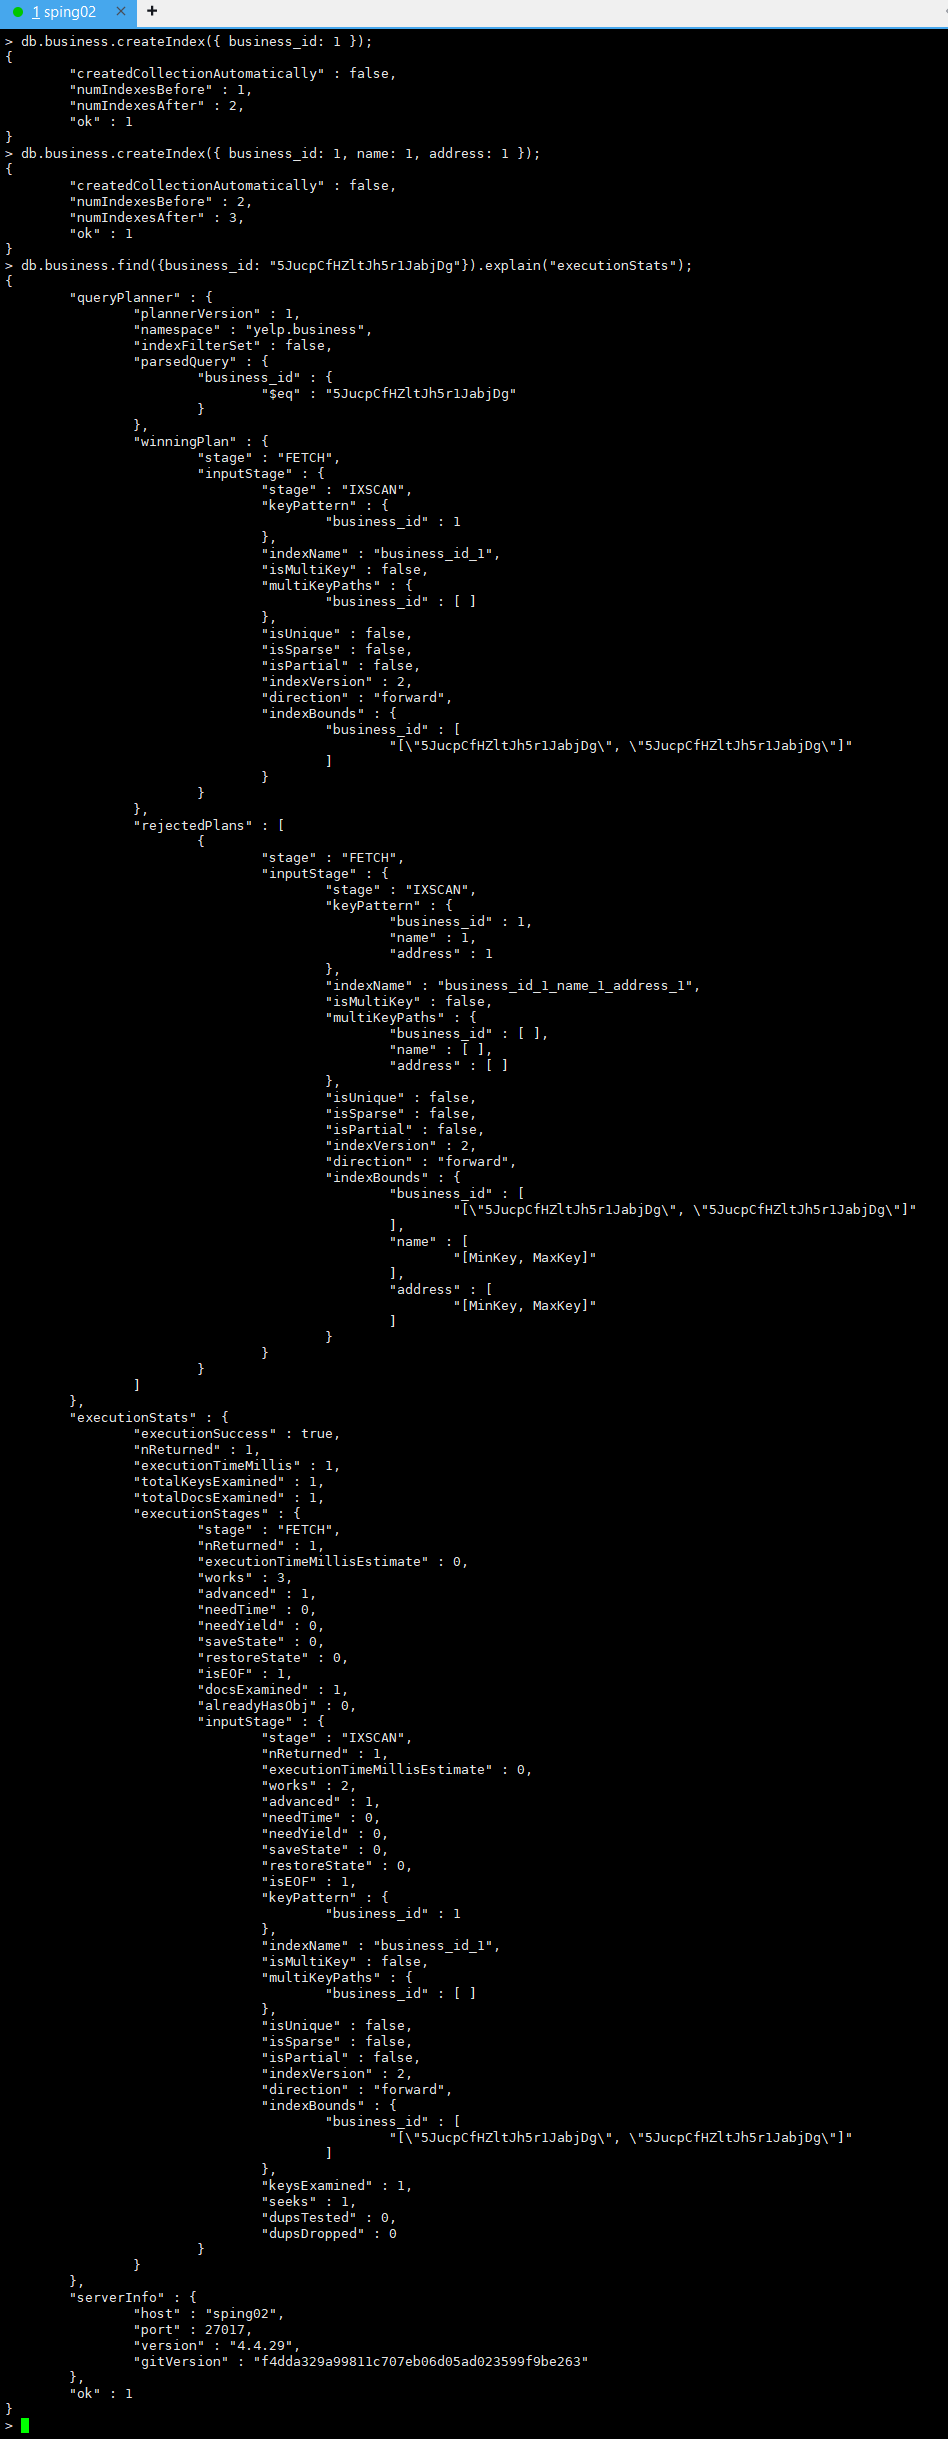 1 sping02 × +
> db.business.createIndex({ business_id: 1 });
{
        "createdCollectionAutomatically" : false,
        "numIndexesBefore" : 1,
        "numIndexesAfter" : 2,
        "ok" : 1
}
> db.business.createIndex({ business_id: 1, name: 1, address: 1 });
{
        "createdCollectionAutomatically" : false,
        "numIndexesBefore" : 2,
        "numIndexesAfter" : 3,
        "ok" : 1
}
> db.business.find({business_id: "5JucpCfHZltJh5r1JabjDg"}).explain("executionStats");
{
        "queryPlanner" : {
                "plannerVersion" : 1,
                "namespace" : "yelp.business",
                "indexFilterSet" : false,
                "parsedQuery" : {
                        "business_id" : {
                                "$eq" : "5JucpCfHZltJh5r1JabjDg"
                        }
                },
                "winningPlan" : {
                        "stage" : "FETCH",
                        "inputStage" : {
                                "stage" : "IXSCAN",
                                "keyPattern" : {
                                        "business_id" : 1
                                },
                                "indexName" : "business_id_1",
                                "isMultiKey" : false,
                                "multiKeyPaths" : {
                                        "business_id" : [ ]
                                },
                                "isUnique" : false,
                                "isSparse" : false,
                                "isPartial" : false,
                                "indexVersion" : 2,
                                "direction" : "forward",
                                "indexBounds" : {
                                        "business_id" : [
                                                "[\"5JucpCfHZltJh5r1JabjDg\", \"5JucpCfHZltJh5r1JabjDg\"]"
                                        ]
                                }
                        }
                },
                "rejectedPlans" : [
                        {
                                "stage" : "FETCH",
                                "inputStage" : {
                                        "stage" : "IXSCAN",
                                        "keyPattern" : {
                                                "business_id" : 1,
                                                "name" : 1,
                                                "address" : 1
                                        },
                                        "indexName" : "business_id_1_name_1_address_1",
                                        "isMultiKey" : false,
                                        "multiKeyPaths" : {
                                                "business_id" : [ ],
                                                "name" : [ ],
                                                "address" : [ ]
                                        },
                                        "isUnique" : false,
                                        "isSparse" : false,
                                        "isPartial" : false,
                                        "indexVersion" : 2,
                                        "direction" : "forward",
                                        "indexBounds" : {
                                                "business_id" : [
                                                        "[\"5JucpCfHZltJh5r1JabjDg\", \"5JucpCfHZltJh5r1JabjDg\"]"
                                                ],
                                                "name" : [
                                                        "[MinKey, MaxKey]"
                                                ],
                                                "address" : [
                                                        "[MinKey, MaxKey]"
                                                ]
                                        }
                                }
                        }
                ]
        },
        "executionStats" : {
                "executionSuccess" : true,
                "nReturned" : 1,
                "executionTimeMillis" : 1,
                "totalKeysExamined" : 1,
                "totalDocsExamined" : 1,
                "executionStages" : {
                        "stage" : "FETCH",
                        "nReturned" : 1,
                        "executionTimeMillisEstimate" : 0,
                        "works" : 3,
                        "advanced" : 1,
                        "needTime" : 0,
                        "needYield" : 0,
                        "saveState" : 0,
                        "restoreState" : 0,
                        "isEOF" : 1,
                        "docsExamined" : 1,
                        "alreadyHasObj" : 0,
                        "inputStage" : {
                                "stage" : "IXSCAN",
                                "nReturned" : 1,
                                "executionTimeMillisEstimate" : 0,
                                "works" : 2,
                                "advanced" : 1,
                                "needTime" : 0,
                                "needYield" : 0,
                                "saveState" : 0,
                                "restoreState" : 0,
                                "isEOF" : 1,
                                "keyPattern" : {
                                        "business_id" : 1
                                },
                                "indexName" : "business_id_1",
                                "isMultiKey" : false,
                                "multiKeyPaths" : {
                                        "business_id" : [ ]
                                },
                                "isUnique" : false,
                                "isSparse" : false,
                                "isPartial" : false,
                                "indexVersion" : 2,
                                "direction" : "forward",
                                "indexBounds" : {
                                        "business_id" : [
                                                "[\"5JucpCfHZltJh5r1JabjDg\", \"5JucpCfHZltJh5r1JabjDg\"]"
                                        ]
                                },
                                "keysExamined" : 1,
                                "seeks" : 1,
                                "dupsTested" : 0,
                                "dupsDropped" : 0
                        }
                }
        },
        "serverInfo" : {
                "host" : "sping02",
                "port" : 27017,
                "version" : "4.4.29",
                "gitVersion" : "f4dda329a99811c707eb06d05ad023599f9be263"
        },
        "ok" : 1
}
>